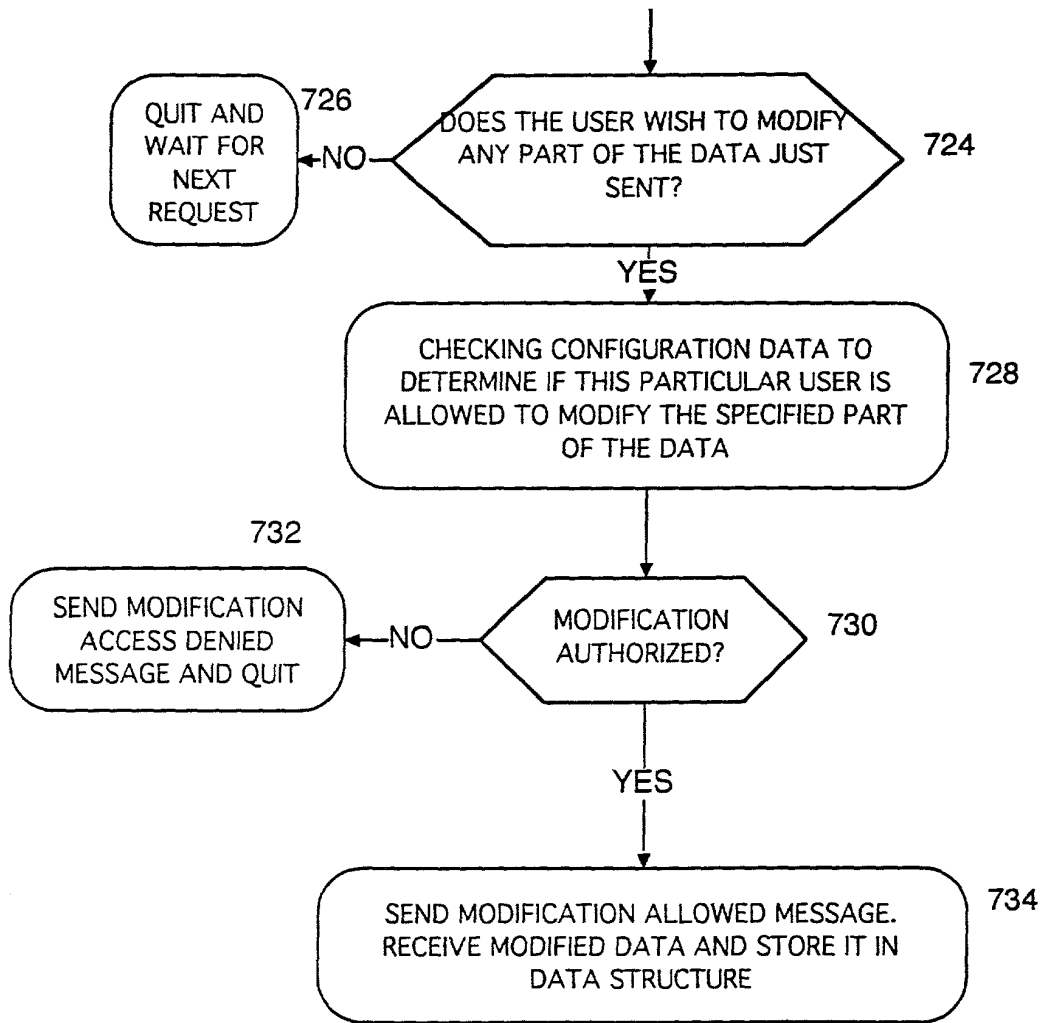 726
QUIT AND
WAIT FOR
NEXT
REQUEST
NO
DOES THE USER WISH TO MODIFY
ANY PART OF THE DATA JUST
SENT?
724
YES
CHECKING CONFIGURATION DATA TO
DETERMINE IF THIS PARTICULAR USER IS
ALLOWED TO MODIFY THE SPECIFIED PART
OF THE DATA
728
732
SEND MODIFICATION
ACCESS DENIED
MESSAGE AND QUIT
NO
MODIFICATION
AUTHORIZED?
730
YES
SEND MODIFICATION ALLOWED MESSAGE.
RECEIVE MODIFIED DATA AND STORE IT IN
DATA STRUCTURE
734